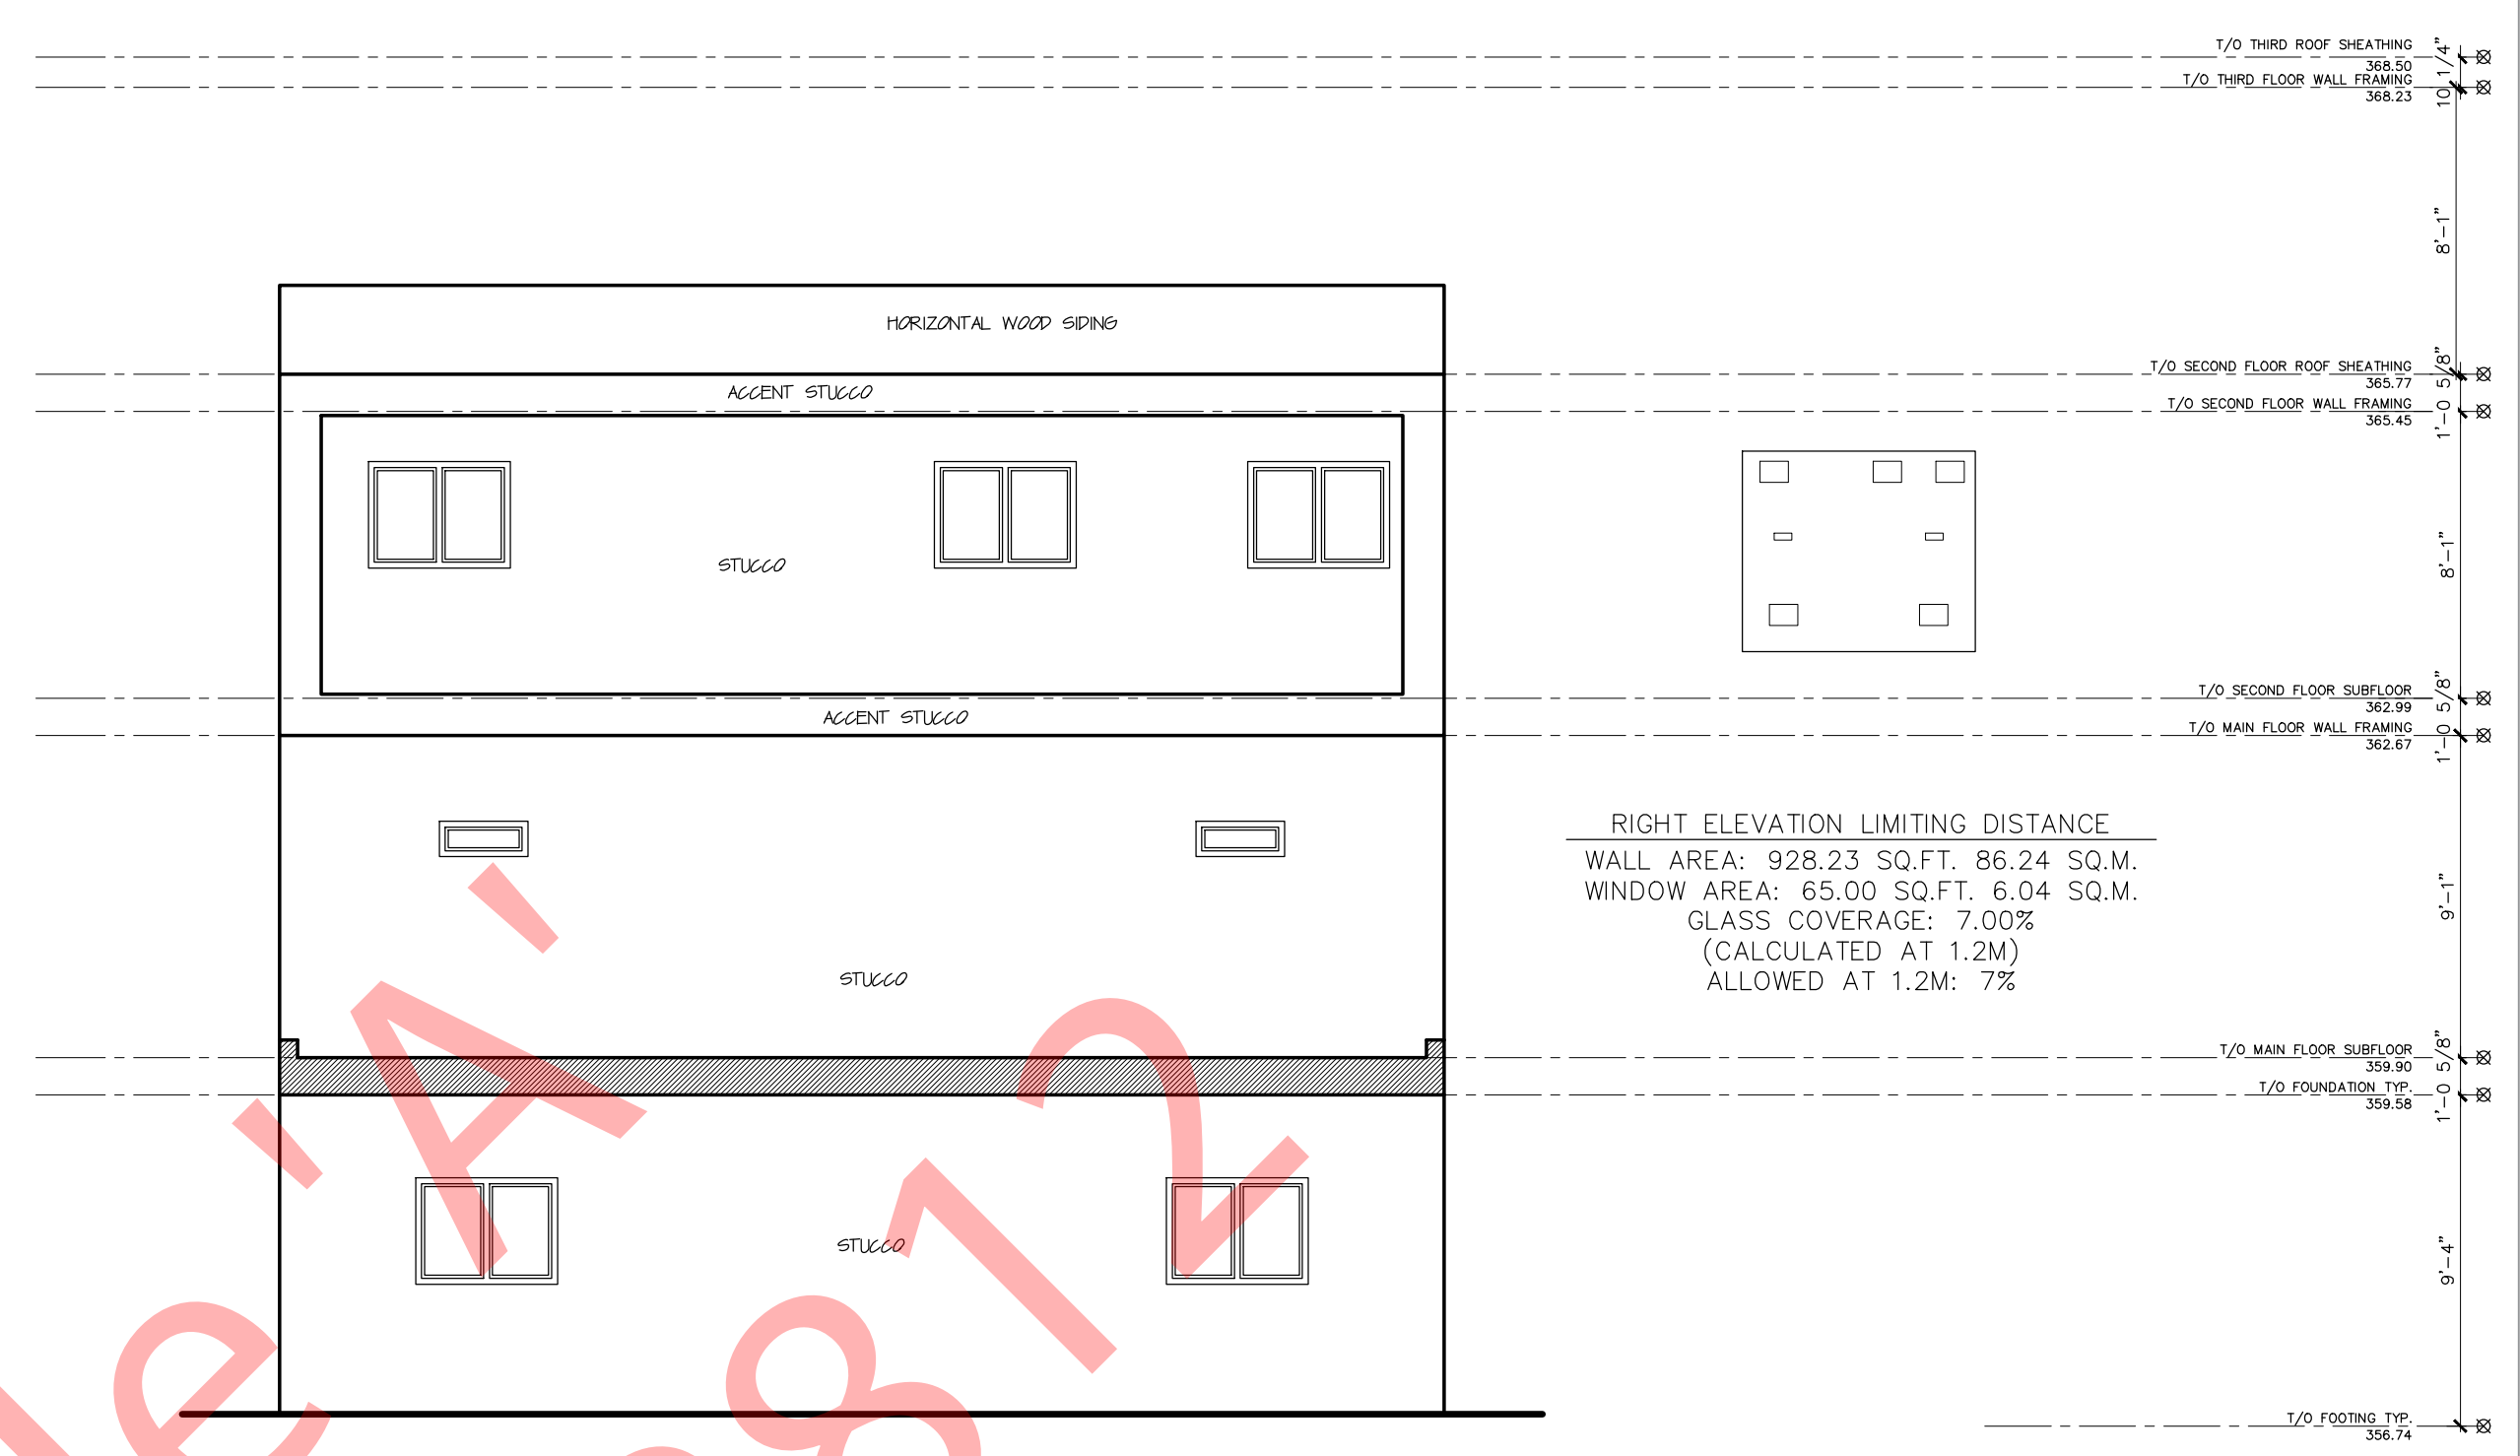 T/O THIRD ROOF SHEATHING
368.50
T/O THIRD FLOOR WALL FRAMING
368.23
10 1/4"
8'-1"
HORIZONTAL WOOD SIDING
T/O SECOND FLOOR ROOF SHEATHING
365.77
ACCENT STUCCO
T/O SECOND FLOOR WALL FRAMING
365.45
1'-0 5/8"
STUCCO
8'-1"
T/O SECOND FLOOR SUBFLOOR
362.99
ACCENT STUCCO
T/O MAIN FLOOR WALL FRAMING
362.67
1'-0 5/8"
RIGHT ELEVATION LIMITING DISTANCE
WALL AREA: 928.23 SQ.FT. 86.24 SQ.M.
WINDOW AREA: 65.00 SQ.FT. 6.04 SQ.M.
GLASS COVERAGE: 7.00%
(CALCULATED AT 1.2M)
ALLOWED AT 1.2M: 7%
9'-1"
STUCCO
T/O MAIN FLOOR SUBFLOOR
359.90
T/O FOUNDATION TYP.
359.58
1'-0 5/8"
STUCCO
9'-4"
T/O FOOTING TYP.
356.74
'A'
812